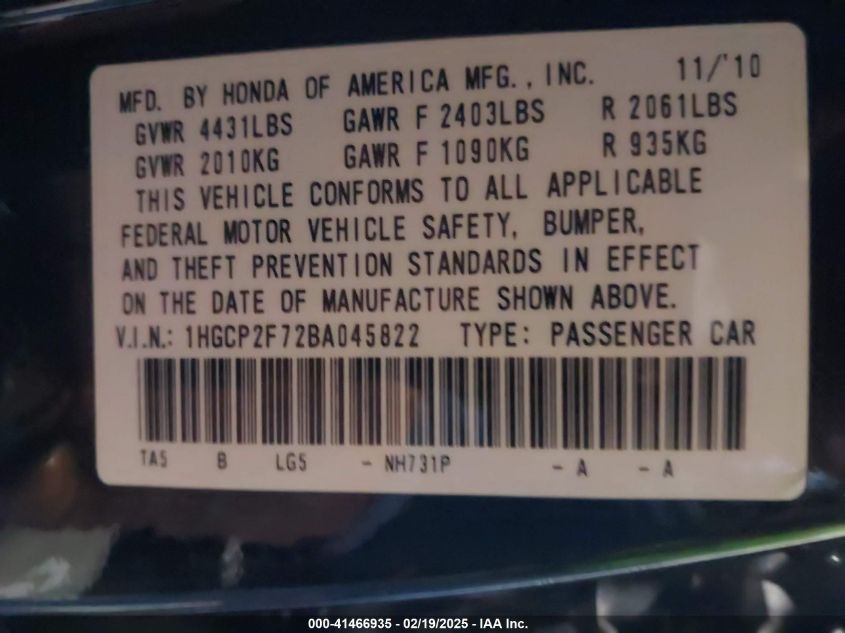 MFD. BY HONDA OF AMERICA MFG., INC. 11/'10
GVWR 4431LBS GAWR F 2403LBS R 2061LBS
GVWR 2010KG GAWR F 1090KG R 935KG
THIS VEHICLE CONFORMS TO ALL APPLICABLE
FEDERAL MOTOR VEHICLE SAFETY, BUMPER,
AND THEFT PREVENTION STANDARDS IN EFFECT
ON THE DATE OF MANUFACTURE SHOWN ABOVE.
V.I.N.: 1HGCP2F72BA045822 TYPE: PASSENGER CAR
TA5 B LG5 - NH731P - A - A
000-41466935 - 02/19/2025 - IAA Inc.